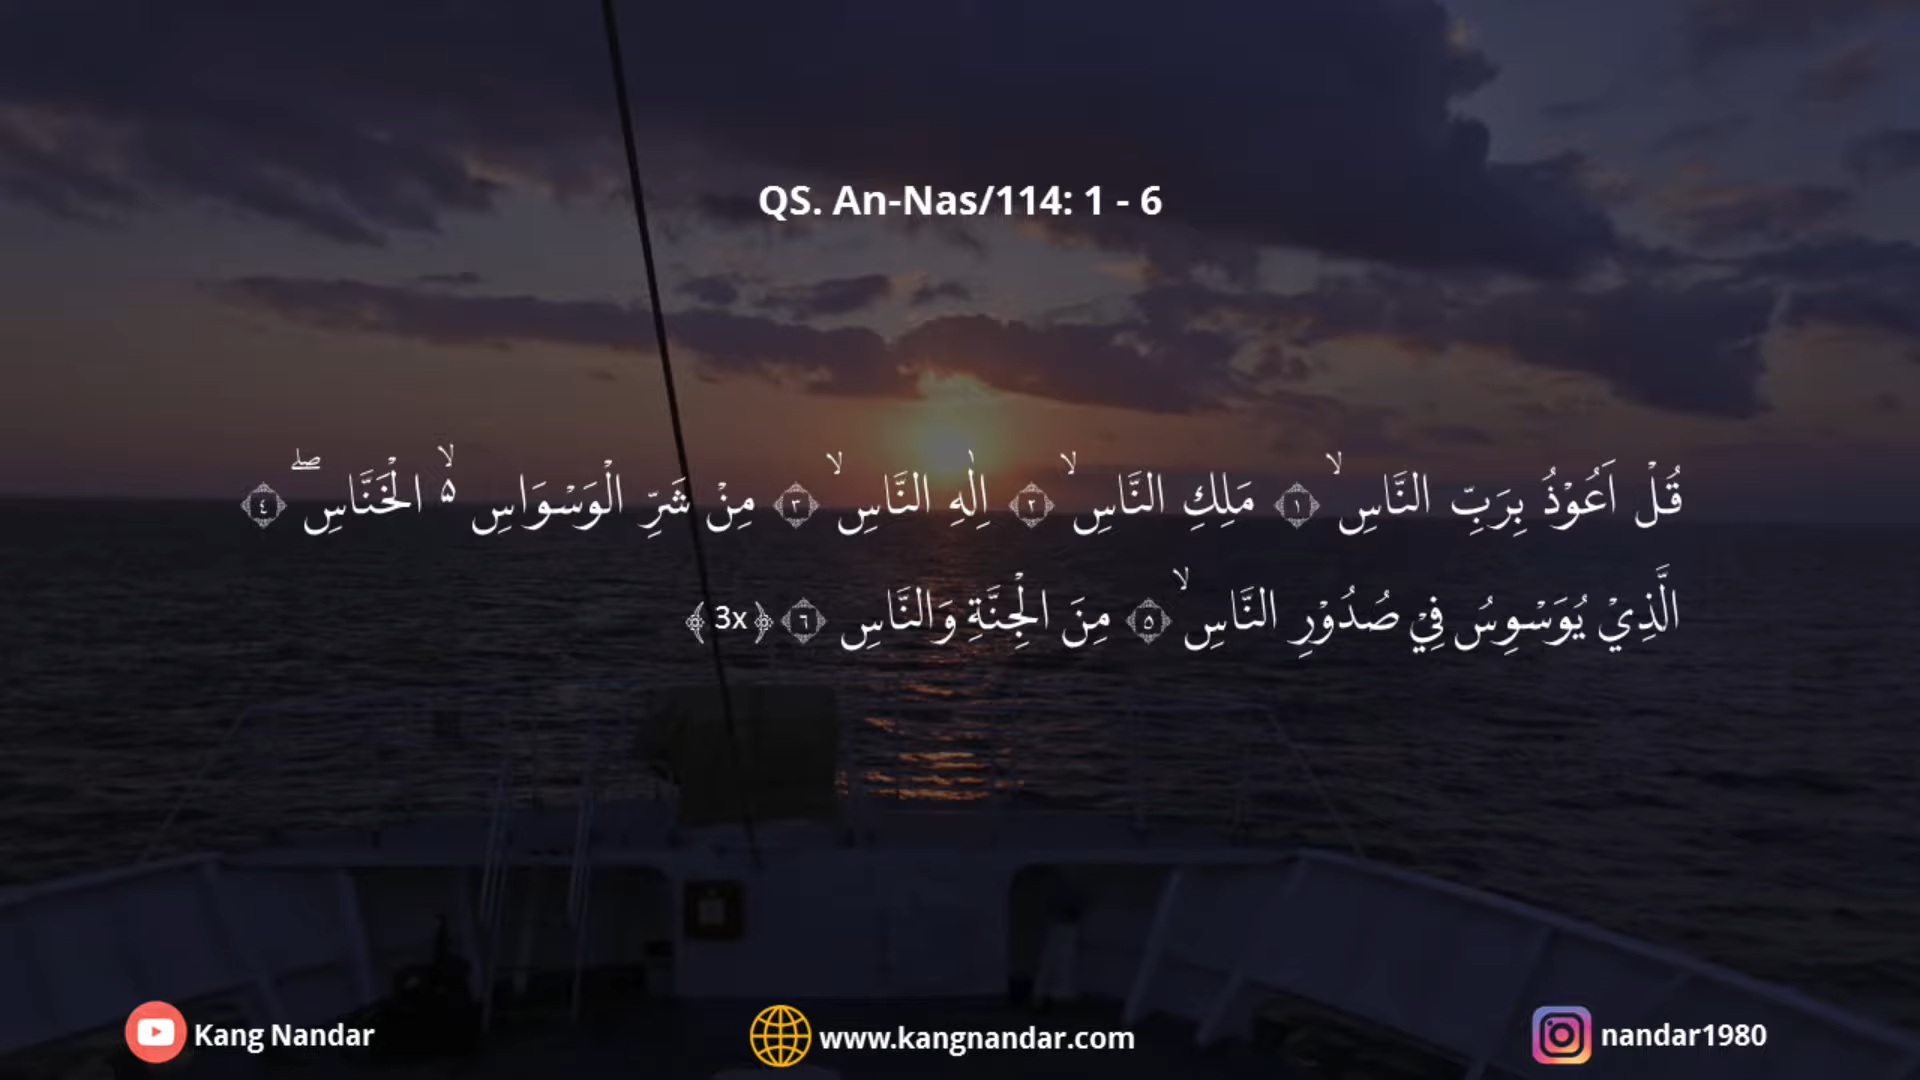 QS. An-Nas/114: 1 - 6
قُلْ اَعُوْذُ بِرَبِّ النَّاسِۙ ﴿١﴾ مَلِكِ النَّاسِۙ ﴿٢﴾ اِلٰهِ النَّاسِۙ ﴿٣﴾ مِنْ شَرِّ الْوَسْوَاسِ ۵ۙ الْخَنَّاسِۖ ﴿٤﴾
الَّذِيْ يُوَسْوِسُ فِيْ صُدُوْرِ النَّاسِۙ ﴿٥﴾ مِنَ الْجِنَّةِ وَالنَّاسِ ﴿٦﴾ ﴿3x﴾
Kang Nandar
www.kangnandar.com
nandar1980